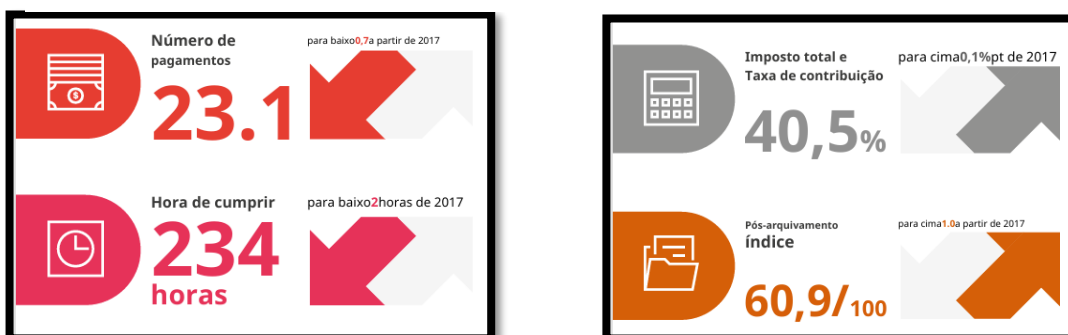 Número de
pagamentos
23.1
para baixo0,7a partir de 2017
Hora de cumprir
234
horas
para baixo2horas de 2017
Imposto total e
Taxa de contribuição
40,5%
para cima0,1%pt de 2017
Pós-arquivamento
índice
60,9/100
para cima1.0a partir de 2017